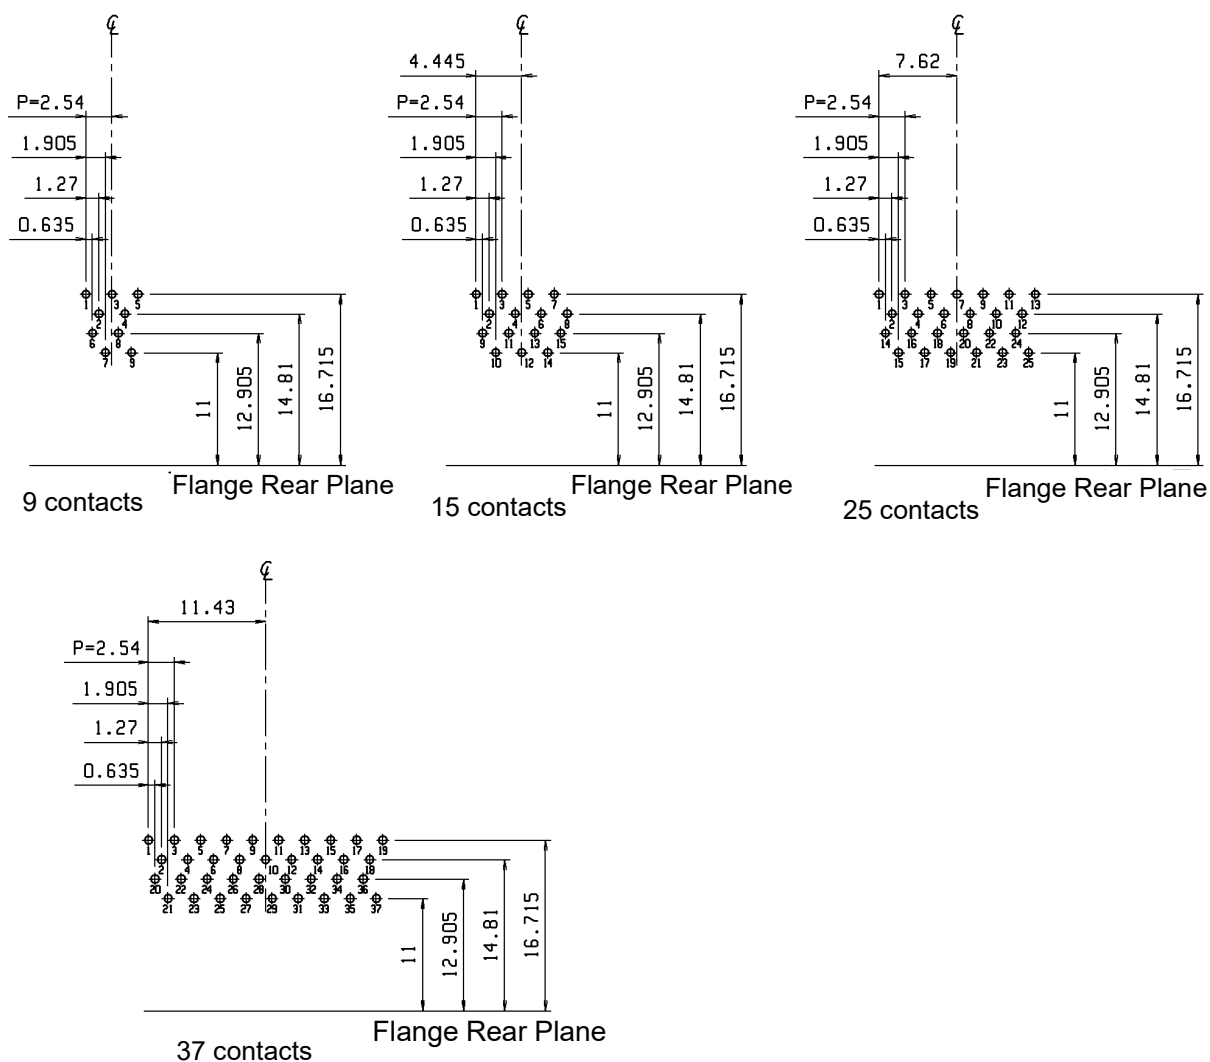 ℄
P=2.54
1.905
1.27
0.635
1 3 5
2 4
6 8
7 9
11
12.905
14.81
16.715
Flange Rear Plane
9 contacts
℄
4.445
P=2.54
1.905
1.27
0.635
1 3 5 7
2 4 6 8
9 11 13 15
10 12 14
11
12.905
14.81
16.715
Flange Rear Plane
15 contacts
℄
7.62
P=2.54
1.905
1.27
0.635
1 3 5 7 9 11 13
2 4 6 8 10 12
14 16 18 20 22 24
15 17 19 21 23 25
11
12.905
14.81
16.715
Flange Rear Plane
25 contacts
℄
11.43
P=2.54
1.905
1.27
0.635
1 3 5 7 9 11 13 15 17 19
2 4 6 8 10 12 14 16 18
20 22 24 26 28 30 32 34 36
21 23 25 27 29 31 33 35 37
11
12.905
14.81
16.715
Flange Rear Plane
37 contacts